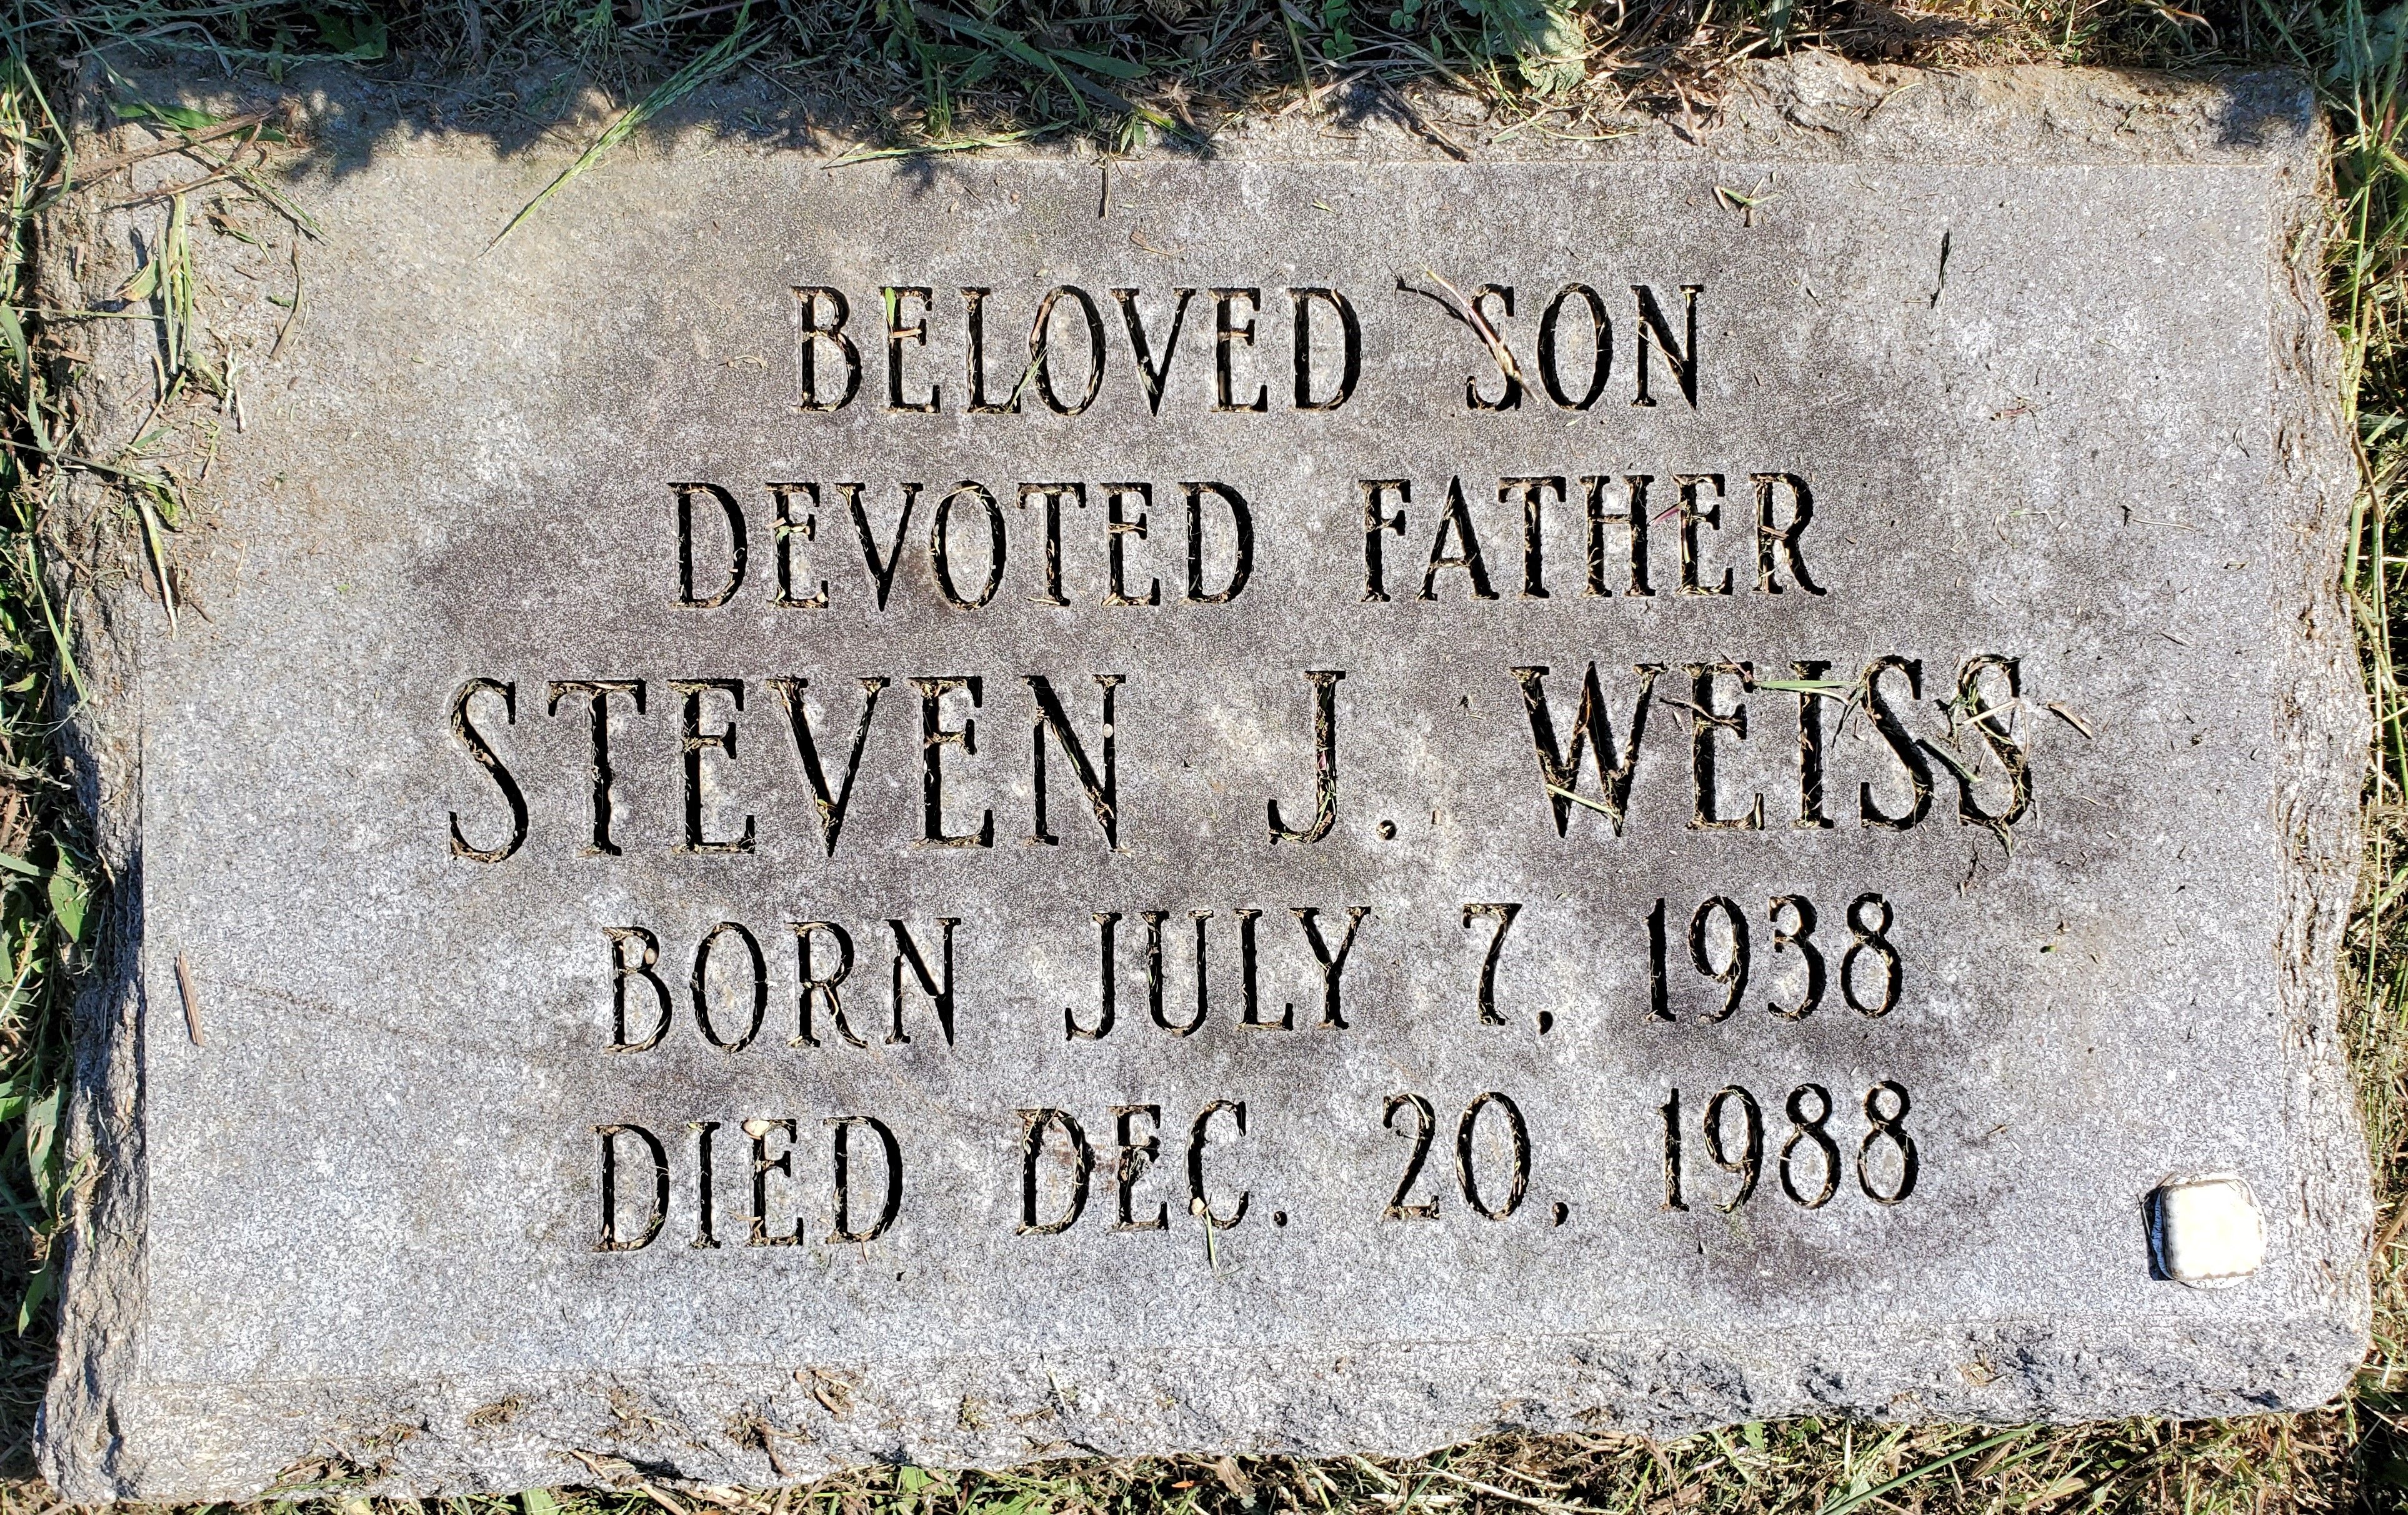 BELOVED SON
DEVOTED FATHER
STEVEN J. WEISS
BORN JULY 7, 1938
DIED DEC. 20, 1988